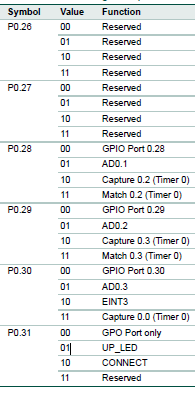 Symbol Value Function
P0.26 00 Reserved
01 Reserved
10 Reserved
11 Reserved
P0.27 00 Reserved
01 Reserved
10 Reserved
11 Reserved
P0.28 00 GPIO Port 0.28
01 AD0.1
10 Capture 0.2 (Timer 0)
11 Match 0.2 (Timer 0)
P0.29 00 GPIO Port 0.29
01 AD0.2
10 Capture 0.3 (Timer 0)
11 Match 0.3 (Timer 0)
P0.30 00 GPIO Port 0.30
01 AD0.3
10 EINT3
11 Capture 0.0 (Timer 0)
P0.31 00 GPO Port only
01 UP_LED
10 CONNECT
11 Reserved